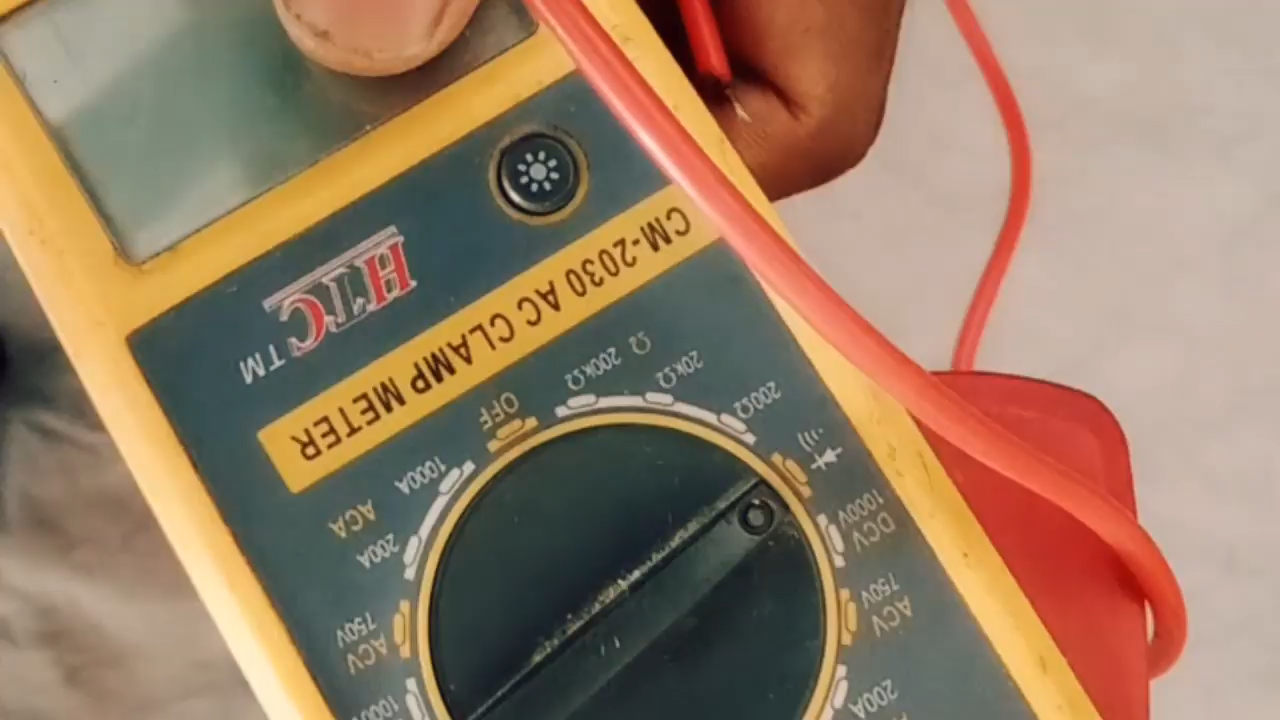 HTC TM
CM-2030 AC CLAMP METER
OFF
200kΩ
Ω
20kΩ
200Ω
1000V
DCV
750V
ACV
200A
1000A
ACA
200A
750V
ACV